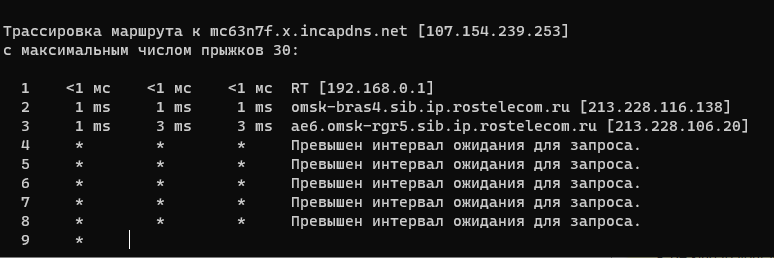 Трассировка маршрута к mc63n7f.x.incapdns.net [107.154.239.253]
с максимальным числом прыжков 30:
1 <1 мс <1 мс <1 мс RT [192.168.0.1]
2 1 ms 1 ms 1 ms omsk-bras4.sib.ip.rostelecom.ru [213.228.116.138]
3 1 ms 3 ms 3 ms ae6.omsk-rgr5.sib.ip.rostelecom.ru [213.228.106.20]
4 * * * Превышен интервал ожидания для запроса.
5 * * * Превышен интервал ожидания для запроса.
6 * * * Превышен интервал ожидания для запроса.
7 * * * Превышен интервал ожидания для запроса.
8 * * * Превышен интервал ожидания для запроса.
9 *